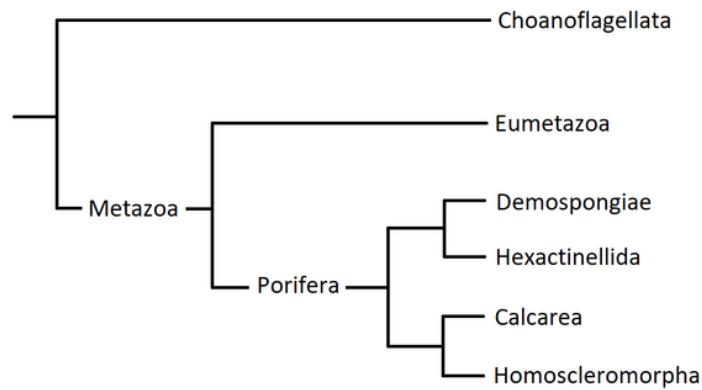 Choanoflagellata
Eumetazoa
Metazoa
Demospongiae
Hexactinellida
Porifera
Calcarea
Homoscleromorpha